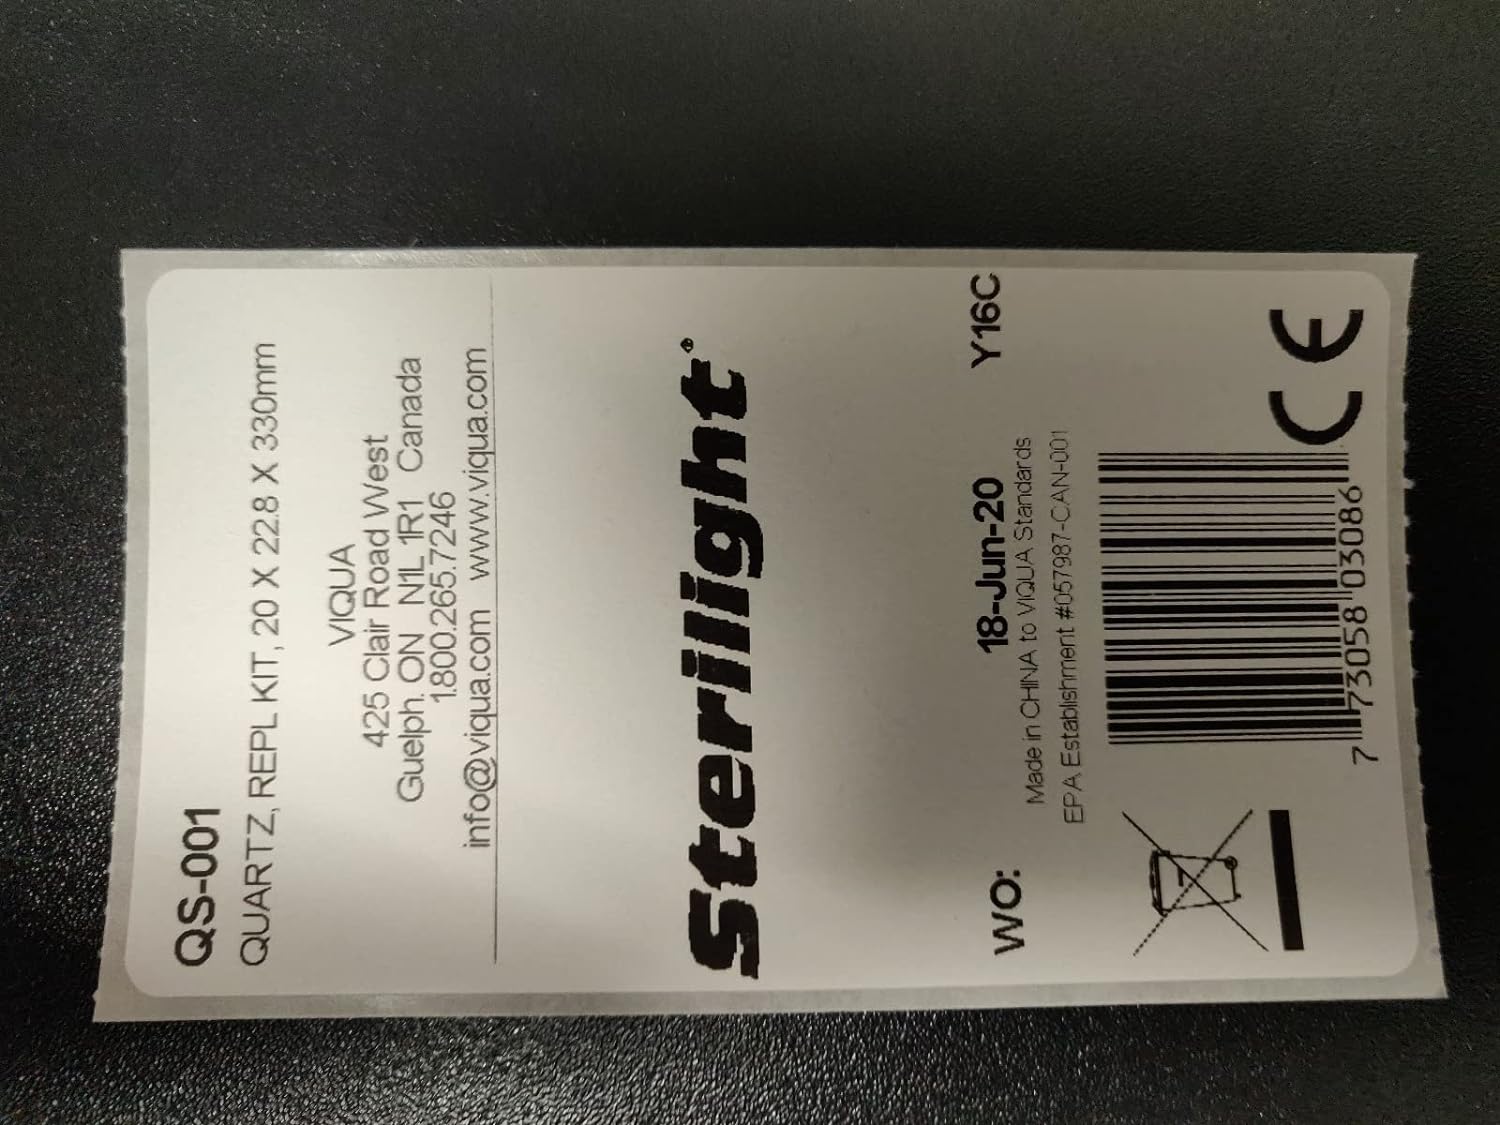 QS-001
QUARTZ, REPL KIT, 20 X 22.8 X 330mm
VIQUA
425 Clair Road West
Guelph, ON N1L 1R1 Canada
1.800.265.7246
info@viqua.com www.viqua.com
Sterilight®
WO: 18-Jun-20 Y16C
Made in CHINA to VIQUA Standards
EPA Establishment #057987-CAN-001
7 73058 03086
CE